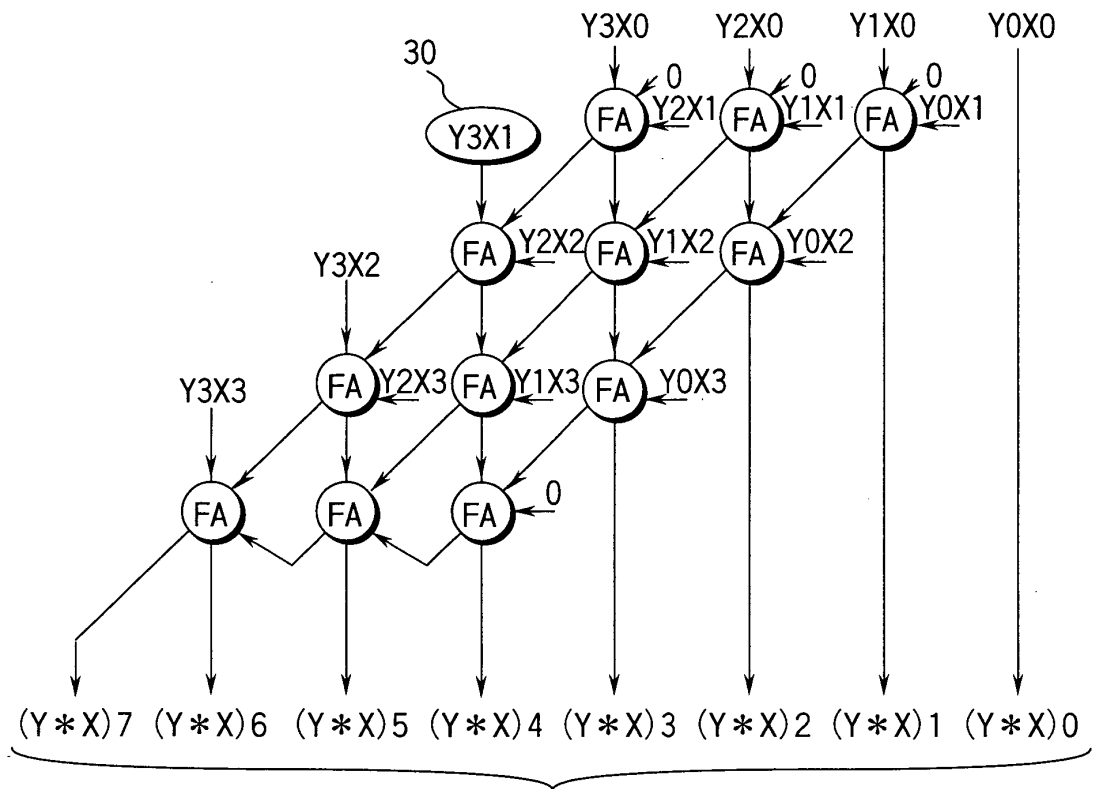 Y3X0 Y2X0 Y1X0 Y0X0
30
0 0 0
Y3X1 FA Y2X1 FA Y1X1 FA Y0X1
FA Y2X2 FA Y1X2 FA Y0X2
Y3X2
FA Y2X3 FA Y1X3 FA Y0X3
Y3X3
FA FA FA 0
(Y*X)7 (Y*X)6 (Y*X)5 (Y*X)4 (Y*X)3 (Y*X)2 (Y*X)1 (Y*X)0